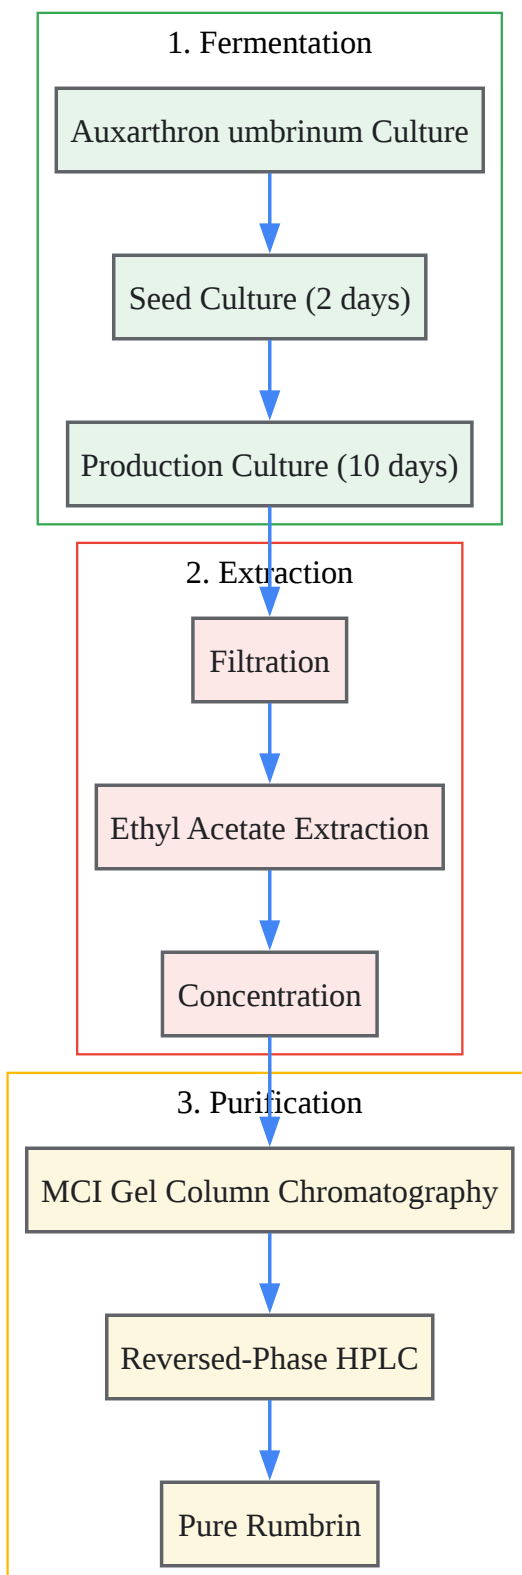 1. Fermentation
Auxarthron umbrinum Culture
Seed Culture (2 days)
Production Culture (10 days)
2. Extraction
Filtration
Ethyl Acetate Extraction
Concentration
3. Purification
MCI Gel Column Chromatography
Reversed-Phase HPLC
Pure Rumbrin